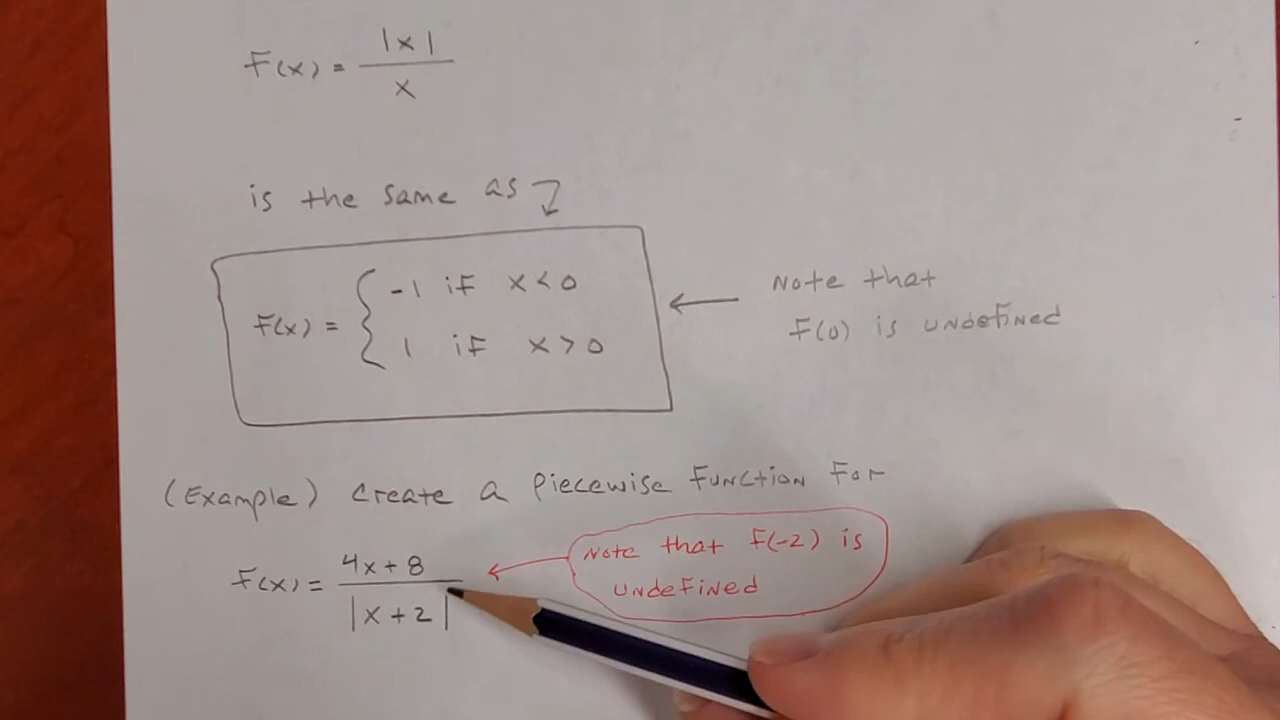 F(x) = |x| / x
is the same as
F(x) = { -1 if x < 0
1 if x > 0
Note that
F(0) is undefined
(Example) Create a Piecewise Function For
F(x) = 4x + 8 / |x + 2|
Note that F(-2) is
undefined